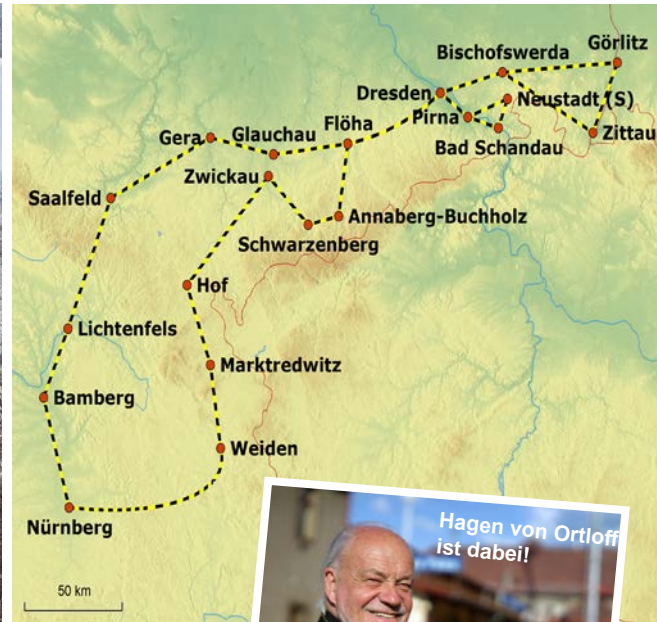 Görlitz
Bischofswerda
Dresden
Neustadt (S)
Pirna
Flöha
Glauchau
Gera
Zittau
Bad Schandau
Zwickau
Saalfeld
Annaberg-Buchholz
Schwarzenberg
Hof
Lichtenfels
Marktredwitz
Bamberg
Weiden
Nürnberg
Hagen von Ortloff
ist dabei!
50 km